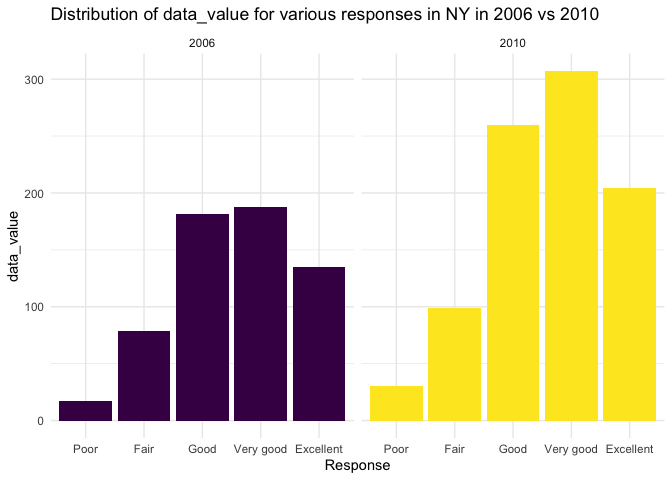 Distribution of data_value for various responses in NY in 2006 vs 2010
2006 2010
300
200
100
0
data_value
Poor Fair Good Very good Excellent Poor Fair Good Very good Excellent
Response